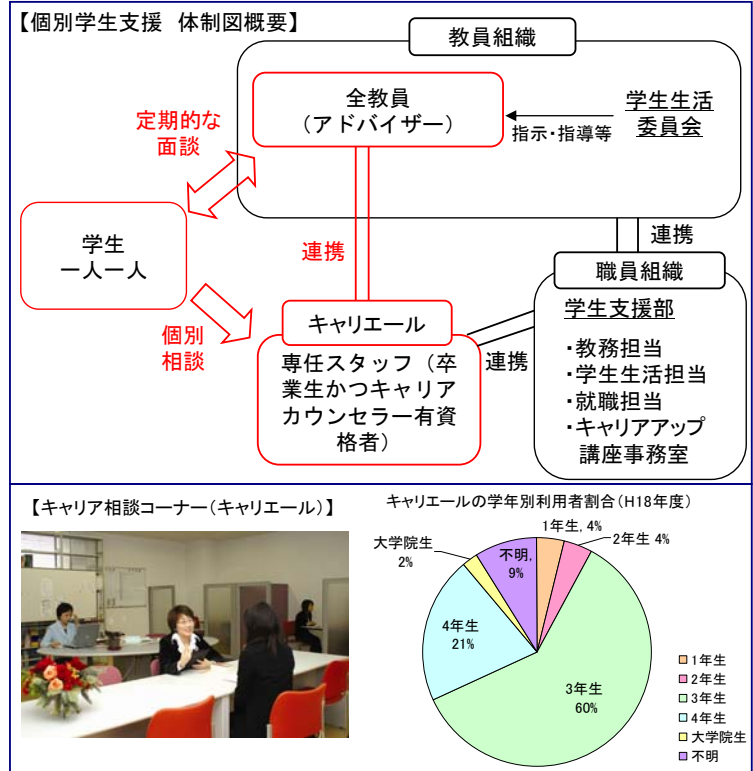 【個別学生支援 体制図概要】
教員組織
全教員
（アドバイザー）
学生生活
委員会
指示・指導等
定期的な
面談
学生
一人一人
連携
連携
職員組織
個別
相談
キャリエール
専任スタッフ（卒
業生かつキャリア
カウンセラー有資
格者）
連携
学生支援部
・教務担当
・学生生活担当
・就職担当
・キャリアアップ
講座事務室
【キャリア相談コーナー（キャリエール）】
キャリエールの学年別利用者割合（H18年度）
1年生, 4%
2年生 4%
大学院生
2%
不明,
9%
4年生
21%
3年生
60%
1年生
2年生
3年生
4年生
大学院生
不明